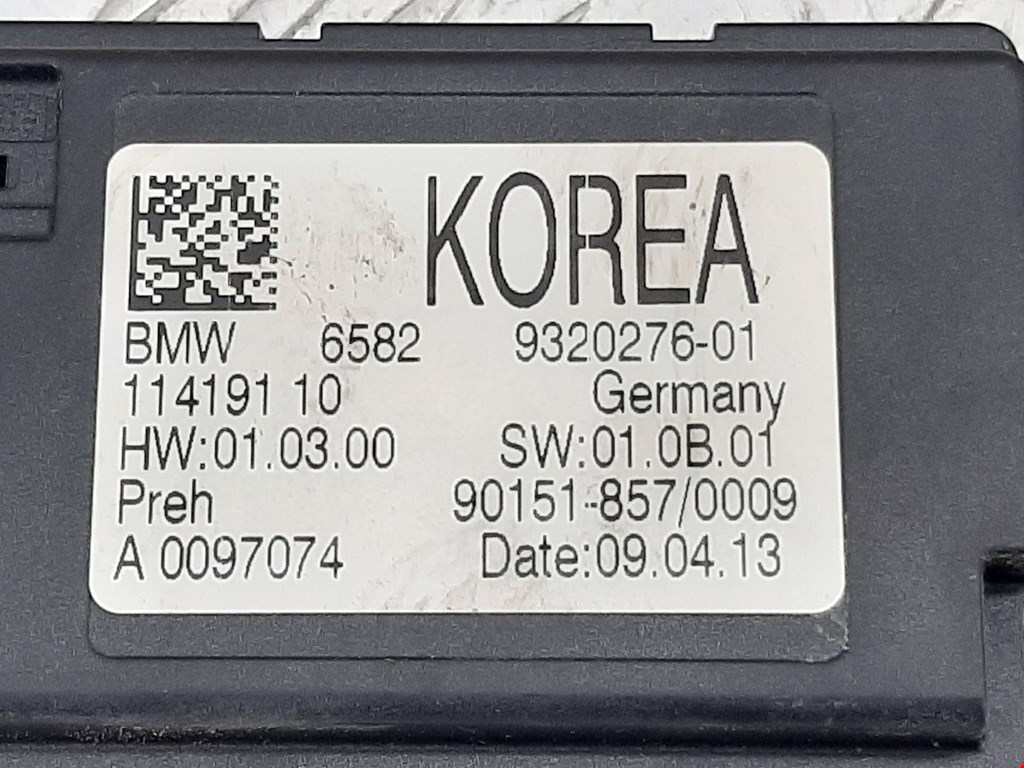 KOREA
BMW 6582 9320276-01
114191 10 Germany
HW:01.03.00 SW:01.0B.01
Preh 90151-857/0009
A 0097074 Date:09.04.13